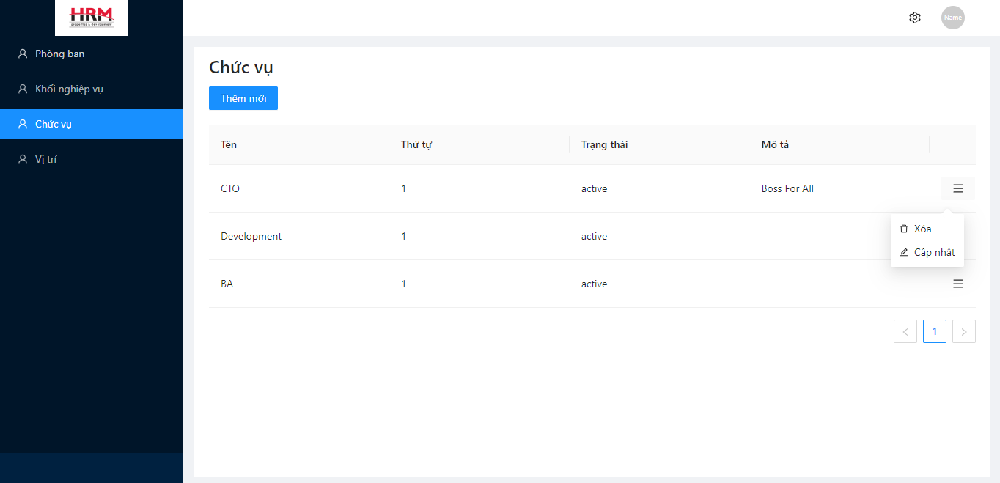 HRM
properties & development
Name
Phòng ban
Khối nghiệp vụ
Chức vụ
Vị trí
Chức vụ
Thêm mới
Tên Thứ tự Trạng thái Mô tả
CTO 1 active Boss For All
Xóa
Development 1 active
Cập nhật
BA 1 active
< 1 >